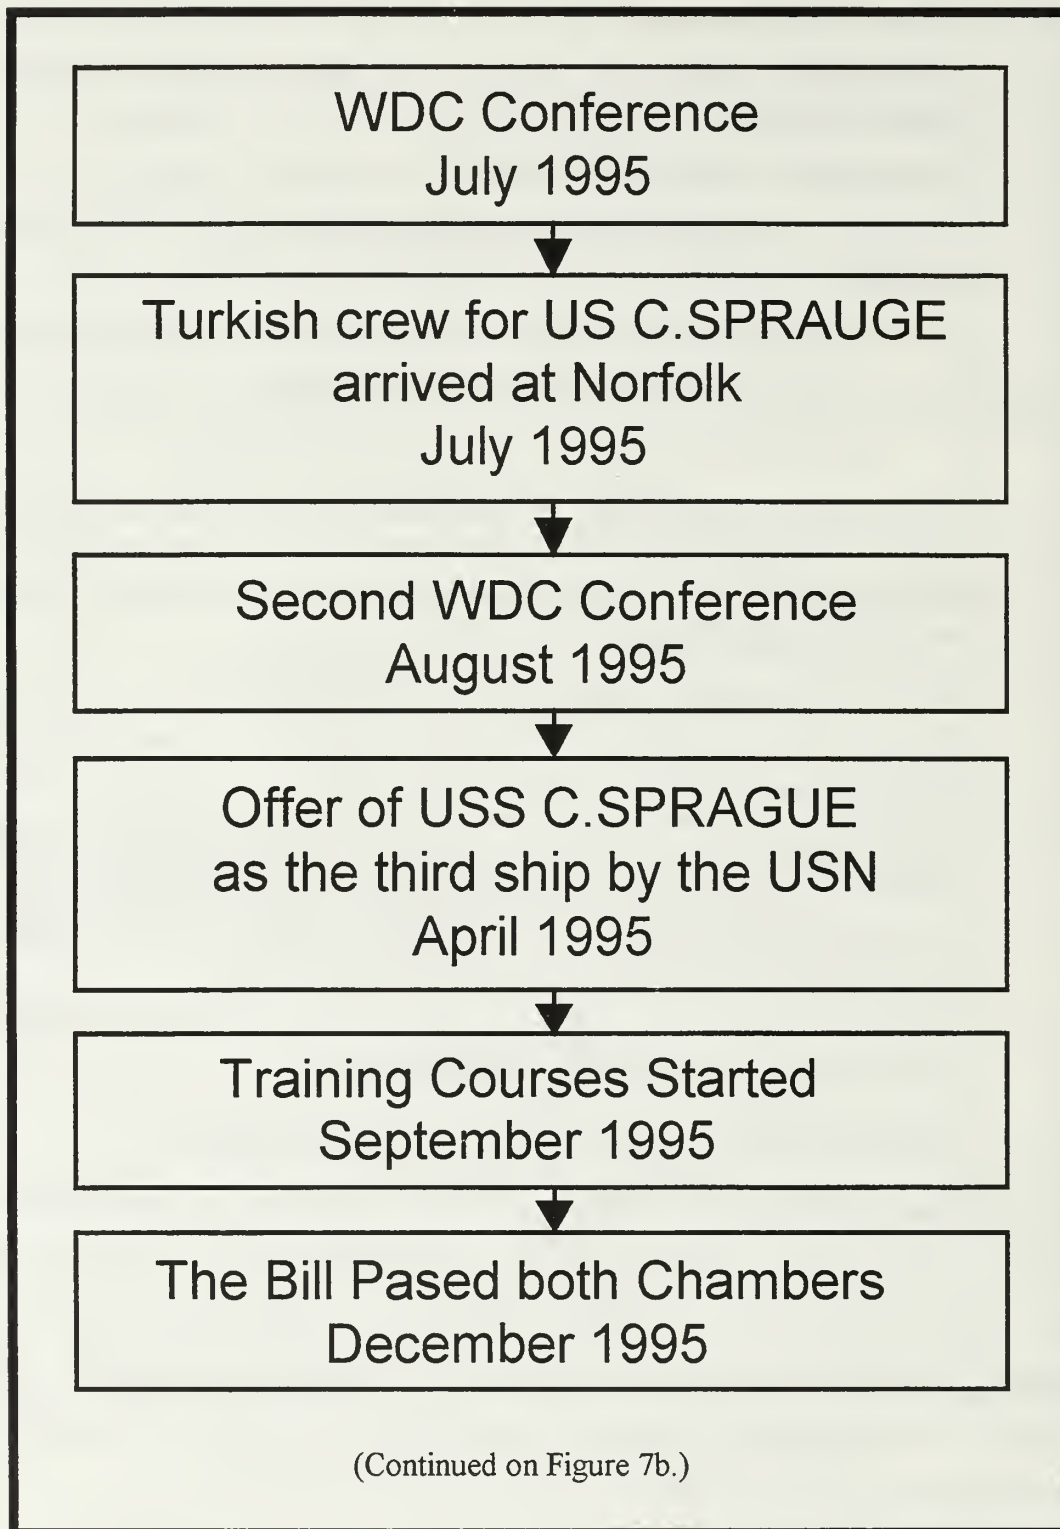 WDC Conference
July 1995
Turkish crew for US C.SPRAUGE
arrived at Norfolk
July 1995
Second WDC Conference
August 1995
Offer of USS C.SPRAGUE
as the third ship by the USN
April 1995
Training Courses Started
September 1995
The Bill Pased both Chambers
December 1995
(Continued on Figure 7b.)